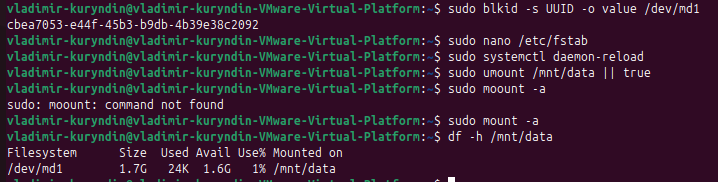 vladimir-kuryndin@vladimir-kuryndin-VMware-Virtual-Platform:~$ sudo blkid -s UUID -o value /dev/md1
cbea7053-e44f-45b3-b9db-4b39e38c2092
vladimir-kuryndin@vladimir-kuryndin-VMware-Virtual-Platform:~$ sudo nano /etc/fstab
vladimir-kuryndin@vladimir-kuryndin-VMware-Virtual-Platform:~$ sudo systemctl daemon-reload
vladimir-kuryndin@vladimir-kuryndin-VMware-Virtual-Platform:~$ sudo umount /mnt/data || true
vladimir-kuryndin@vladimir-kuryndin-VMware-Virtual-Platform:~$ sudo moount -a
sudo: moount: command not found
vladimir-kuryndin@vladimir-kuryndin-VMware-Virtual-Platform:~$ sudo mount -a
vladimir-kuryndin@vladimir-kuryndin-VMware-Virtual-Platform:~$ df -h /mnt/data
Filesystem      Size  Used Avail Use% Mounted on
/dev/md1        1.7G   24K  1.6G   1% /mnt/data
vladimir-kuryndin@vladimir-kuryndin-VMware-Virtual-Platform:~$